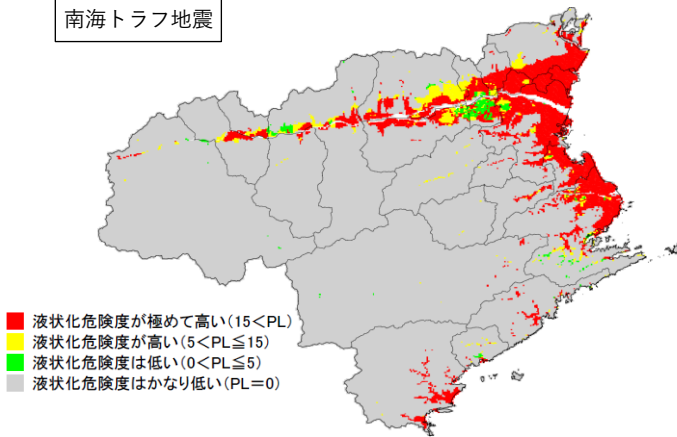 南海トラフ地震
液状化危険度が極めて高い(15<PL)
液状化危険度が高い(5<PL≦15)
液状化危険度は低い(0<PL≦5)
液状化危険度はかなり低い(PL=0)